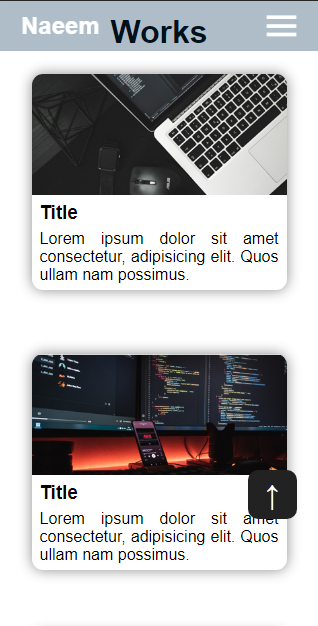 Naeem Works
Title
Lorem ipsum dolor sit amet
consectetur, adipisicing elit. Quos
ullam nam possimus.
Title
Lorem ipsum dolor sit amet
consectetur, adipisicing elit. Quos
ullam nam possimus.
↑